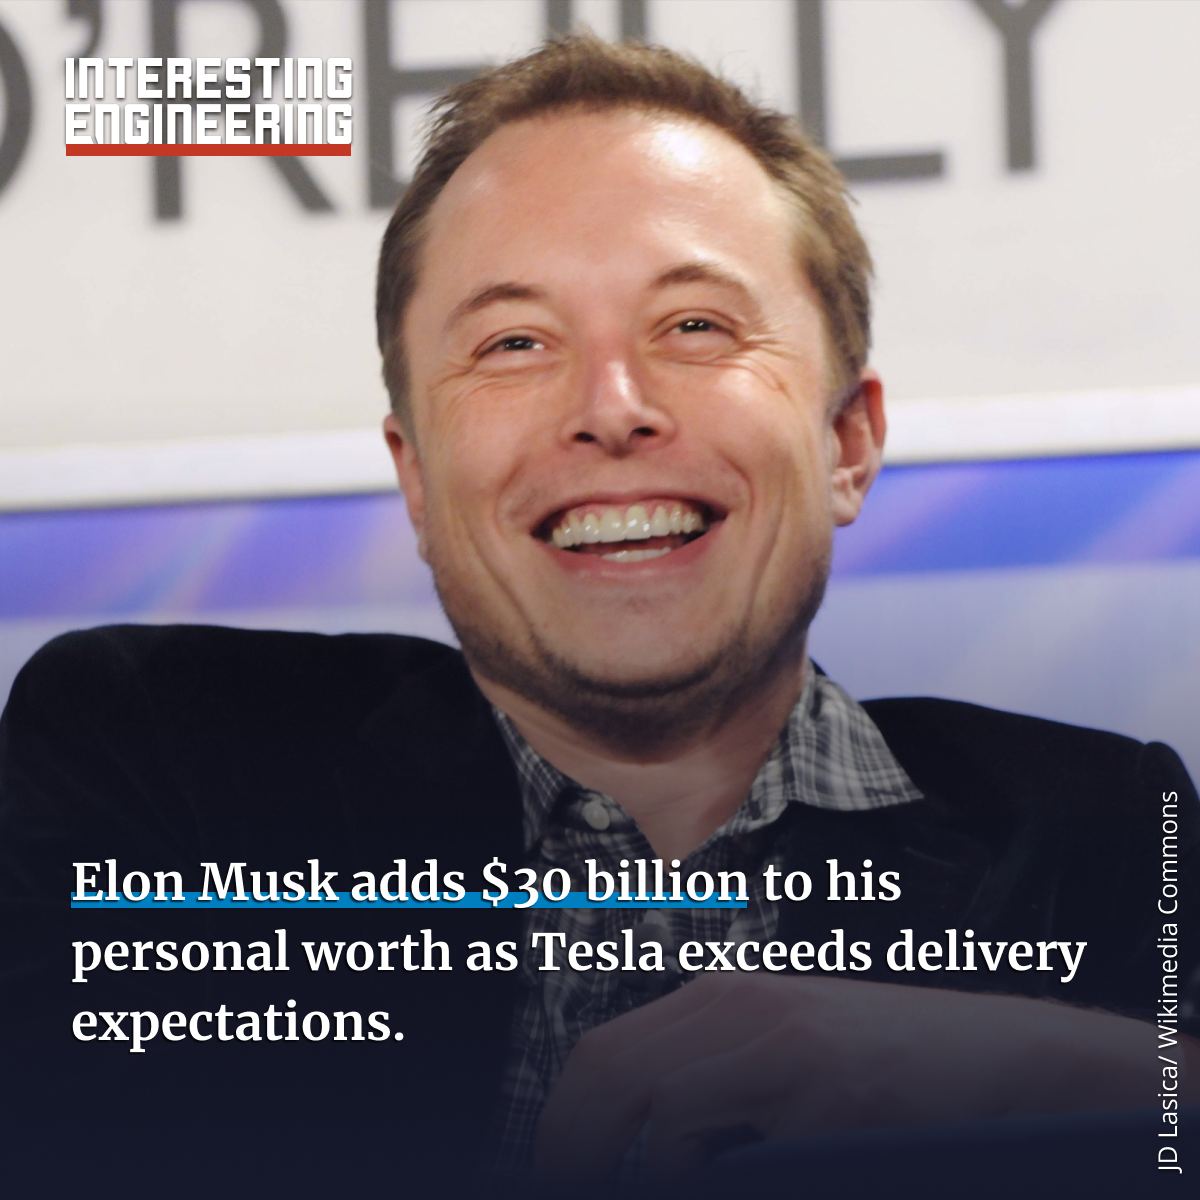 O'REILLY
INTERESTING
ENGINEERING
Elon Musk adds $30 billion to his
personal worth as Tesla exceeds delivery
expectations.
JD Lasica/ Wikimedia Commons